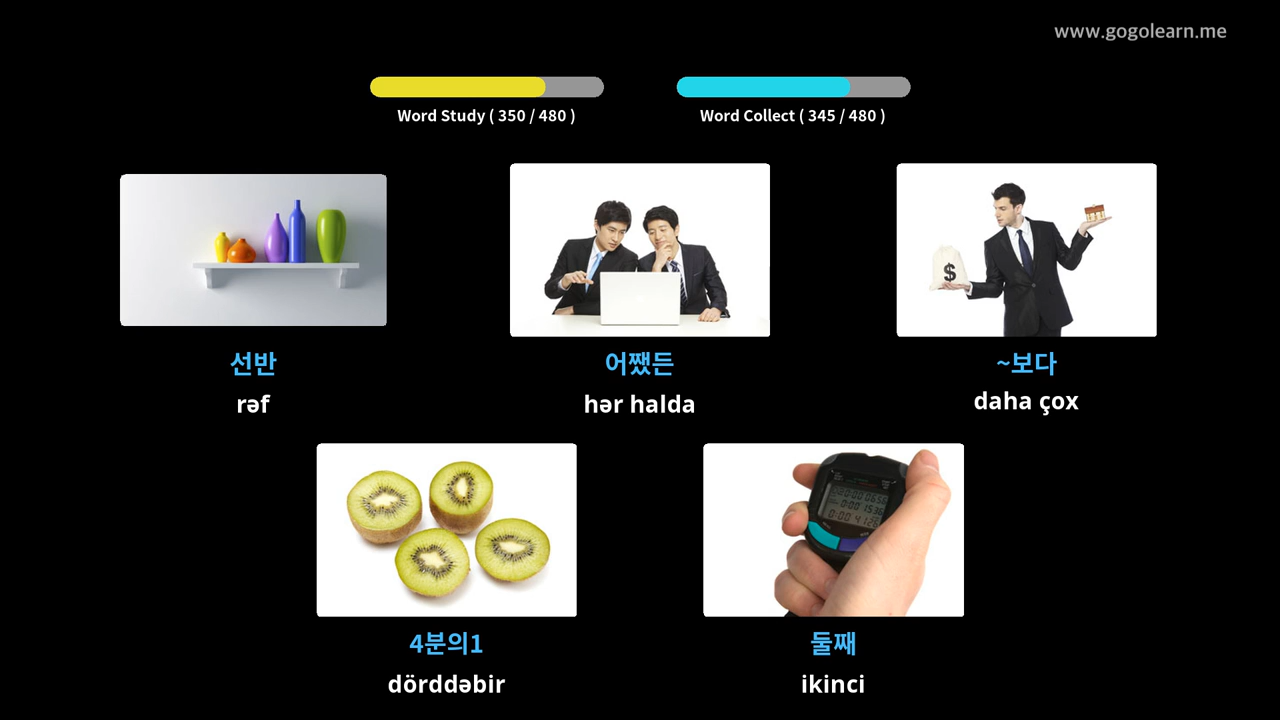 www.gogolearn.me
Word Study ( 350 / 480 )
Word Collect ( 345 / 480 )
선반
rəf
어쨌든
hər halda
~보다
daha çox
$
4분의1
dörddəbir
둘째
ikinci